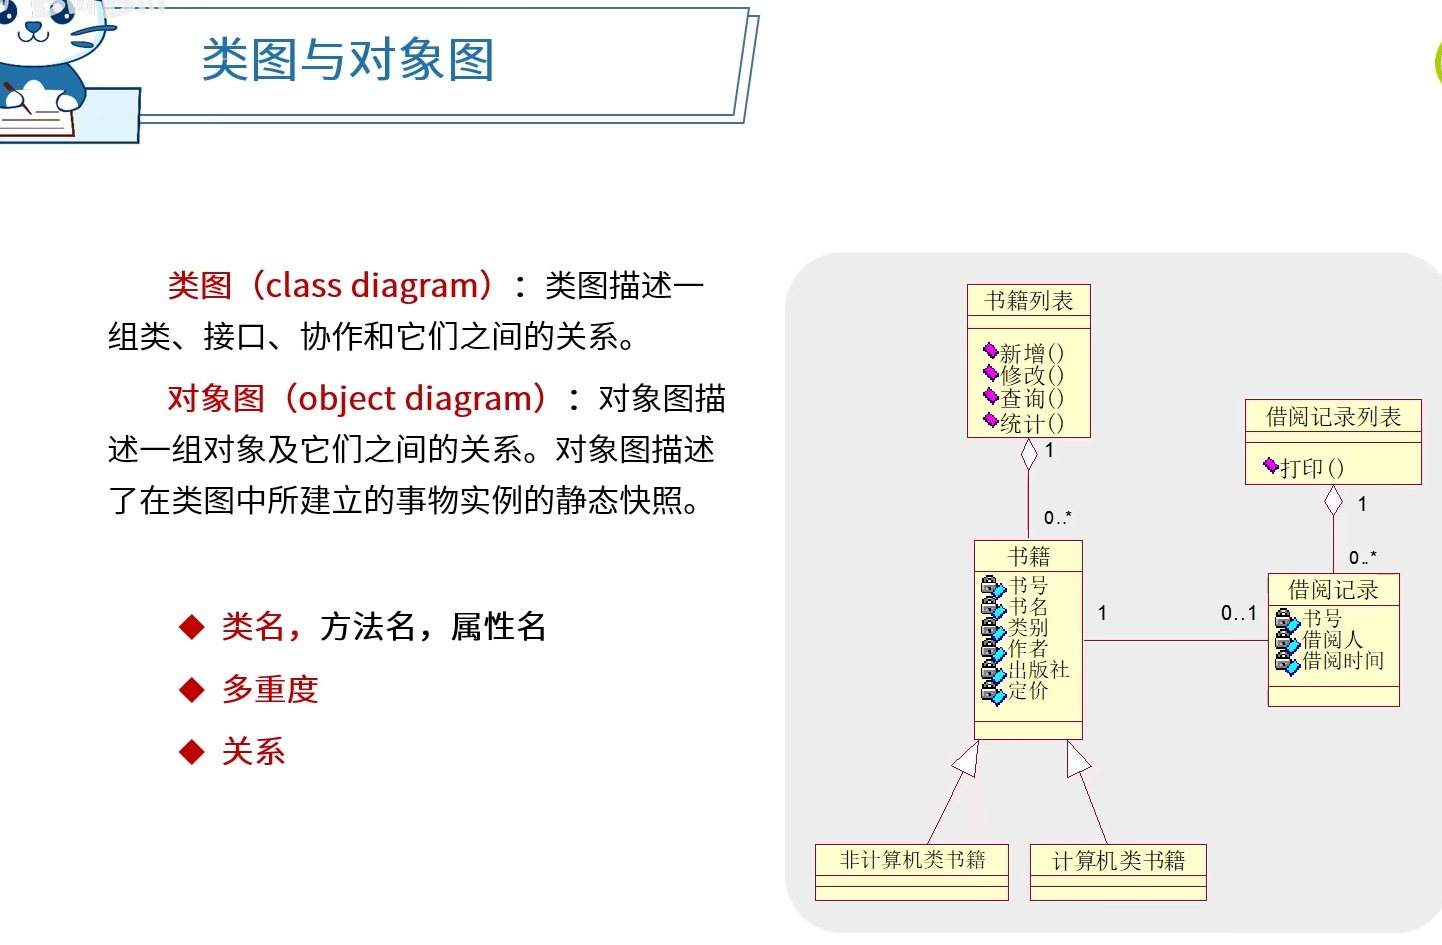 类图与对象图
类图（class diagram）：类图描述一
组类、接口、协作和它们之间的关系。
对象图（object diagram）：对象图描
述一组对象及它们之间的关系。对象图描述
了在类图中所建立的事物实例的静态快照。
类名，方法名，属性名
多重度
关系
书籍列表
新增()
修改()
查询()
统计()
1
0..*
书籍
书号
书名
类别
作者
出版社
定价
1
0..1
借阅记录列表
打印()
1
0..*
借阅记录
书号
借阅人
借阅时间
非计算机类书籍
计算机类书籍